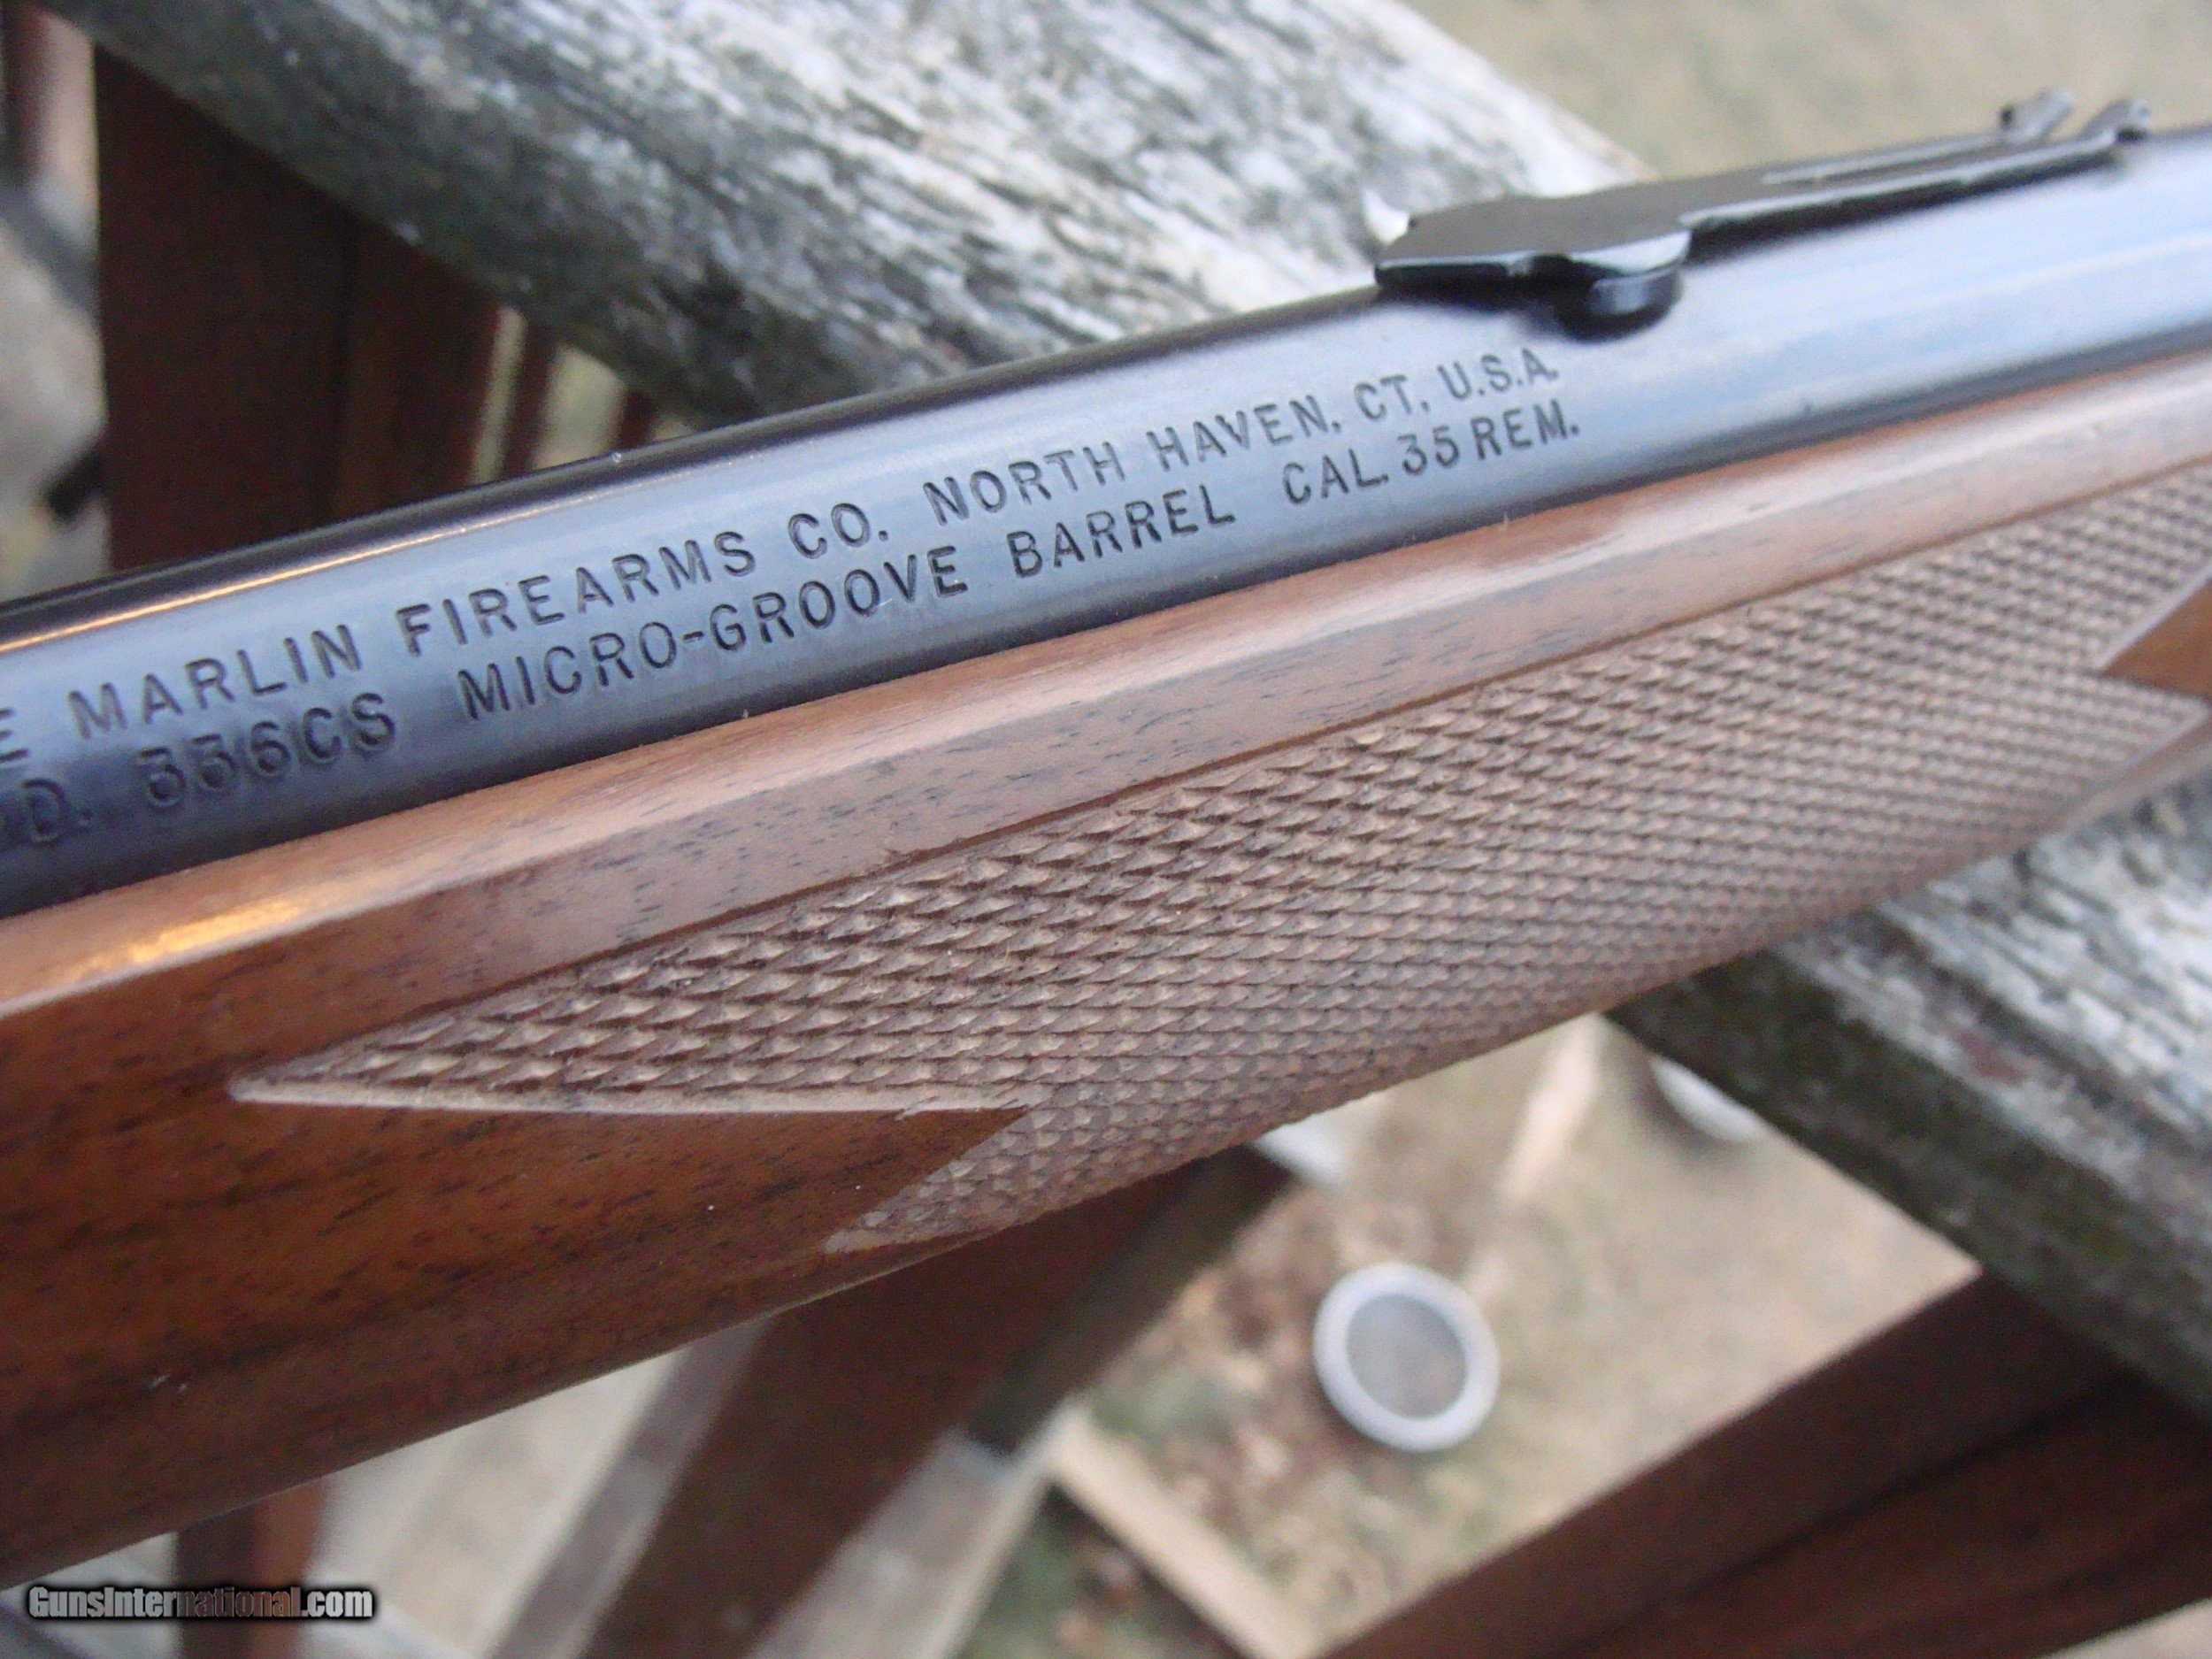 E MARLIN FIREARMS CO. NORTH HAVEN, CT, U.S.A.
D. 336CS MICRO-GROOVE BARREL CAL. 35 REM.
GunsInternational.com